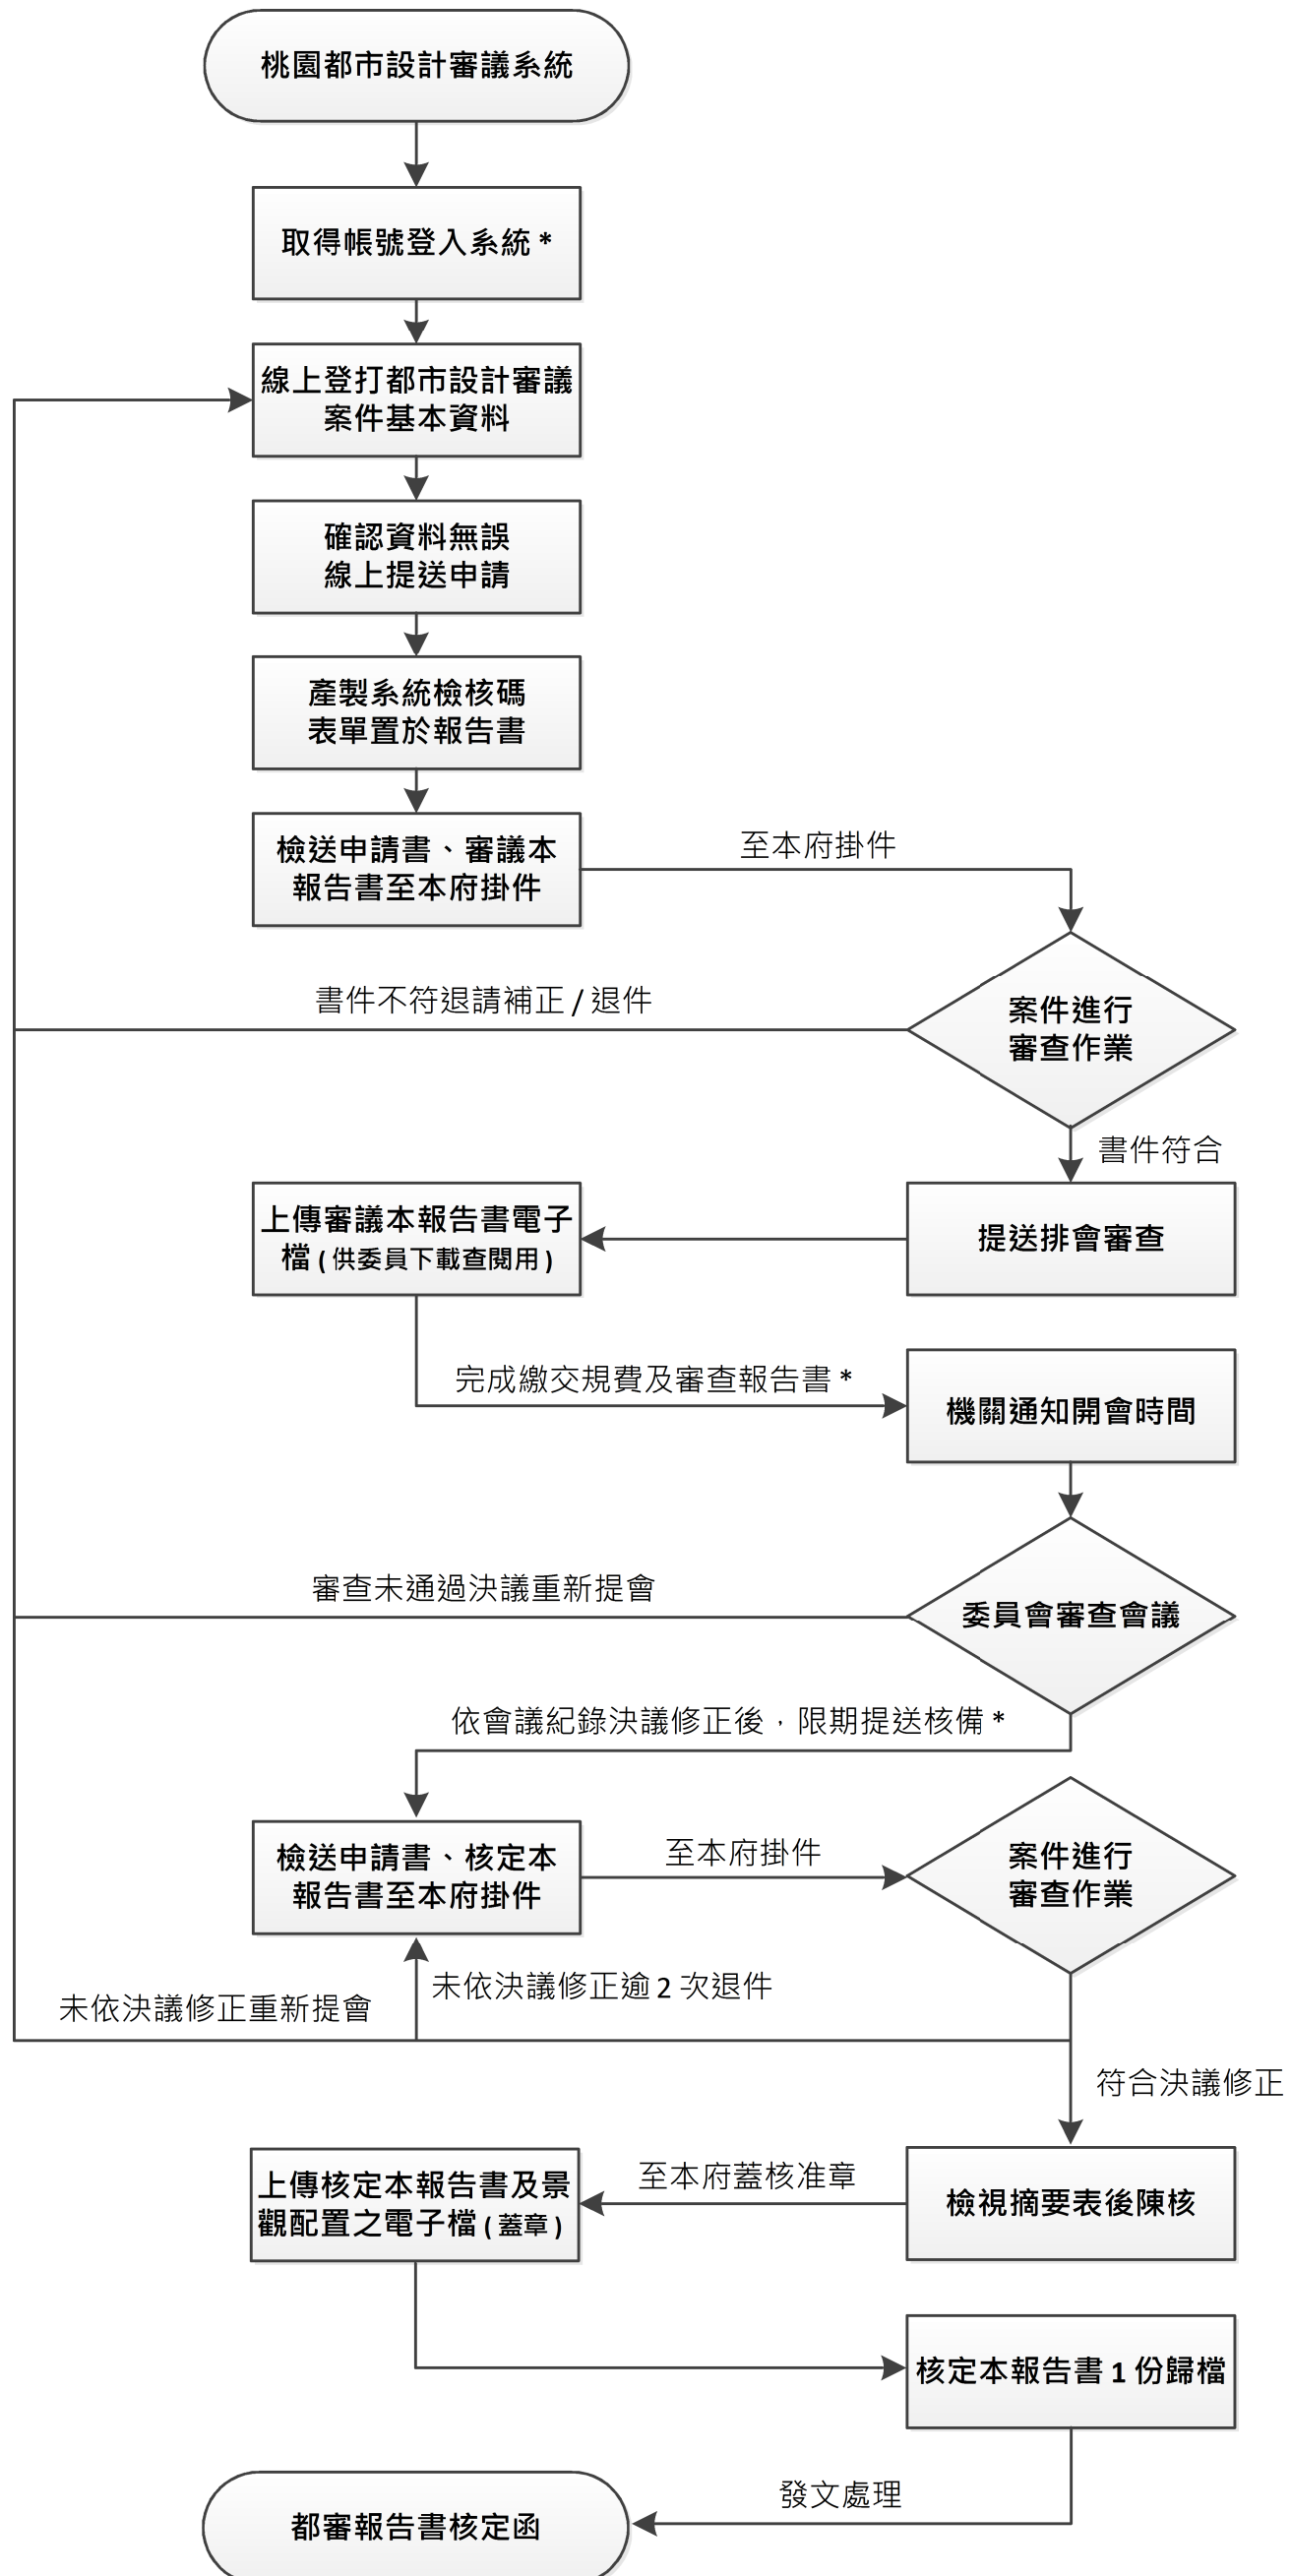 桃園都市設計審議系統
取得帳號登入系統 *
線上登打都市設計審議
案件基本資料
確認資料無誤
線上提送申請
產製系統檢核碼
表單置於報告書
檢送申請書、審議本
報告書至本府掛件
至本府掛件
案件進行
審查作業
書件不符退請補正 / 退件
書件符合
提送排會審查
上傳審議本報告書電子
檔 ( 供委員下載查閱用 )
完成繳交規費及審查報告書 *
機關通知開會時間
委員會審查會議
審查未通過決議重新提會
依會議紀錄決議修正後，限期提送核備 *
檢送申請書、核定本
報告書至本府掛件
至本府掛件
案件進行
審查作業
未依決議修正逾 2 次退件
未依決議修正重新提會
符合決議修正
檢視摘要表後陳核
至本府蓋核准章
上傳核定本報告書及景
觀配置之電子檔 ( 蓋章 )
核定本報告書 1 份歸檔
發文處理
都審報告書核定函